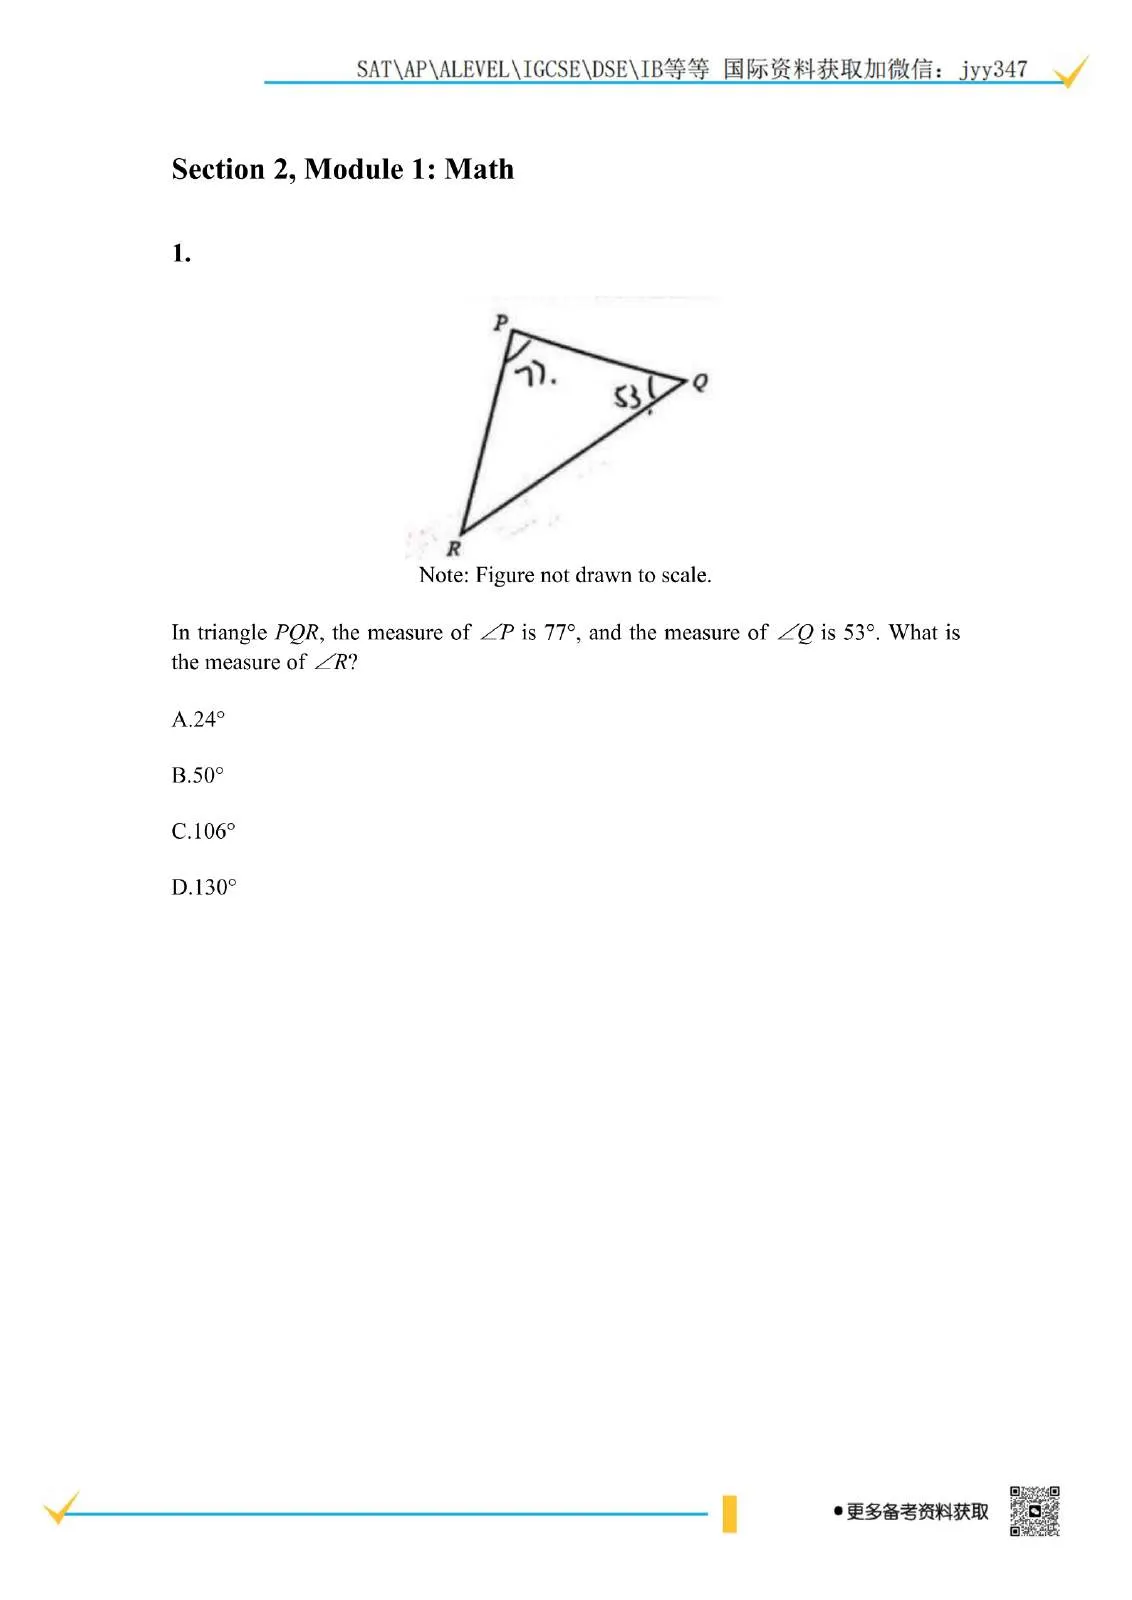 SAT\AP\ALEVEL\IGCSE\DSE\IB等等 国际资料获取加微信：jyy347
Section 2, Module 1: Math
1.
P
77.
53
Q
R
Note: Figure not drawn to scale.
In triangle PQR, the measure of ∠P is 77°, and the measure of ∠Q is 53°. What is
the measure of ∠R?
A.24°
B.50°
C.106°
D.130°
•更多备考资料获取